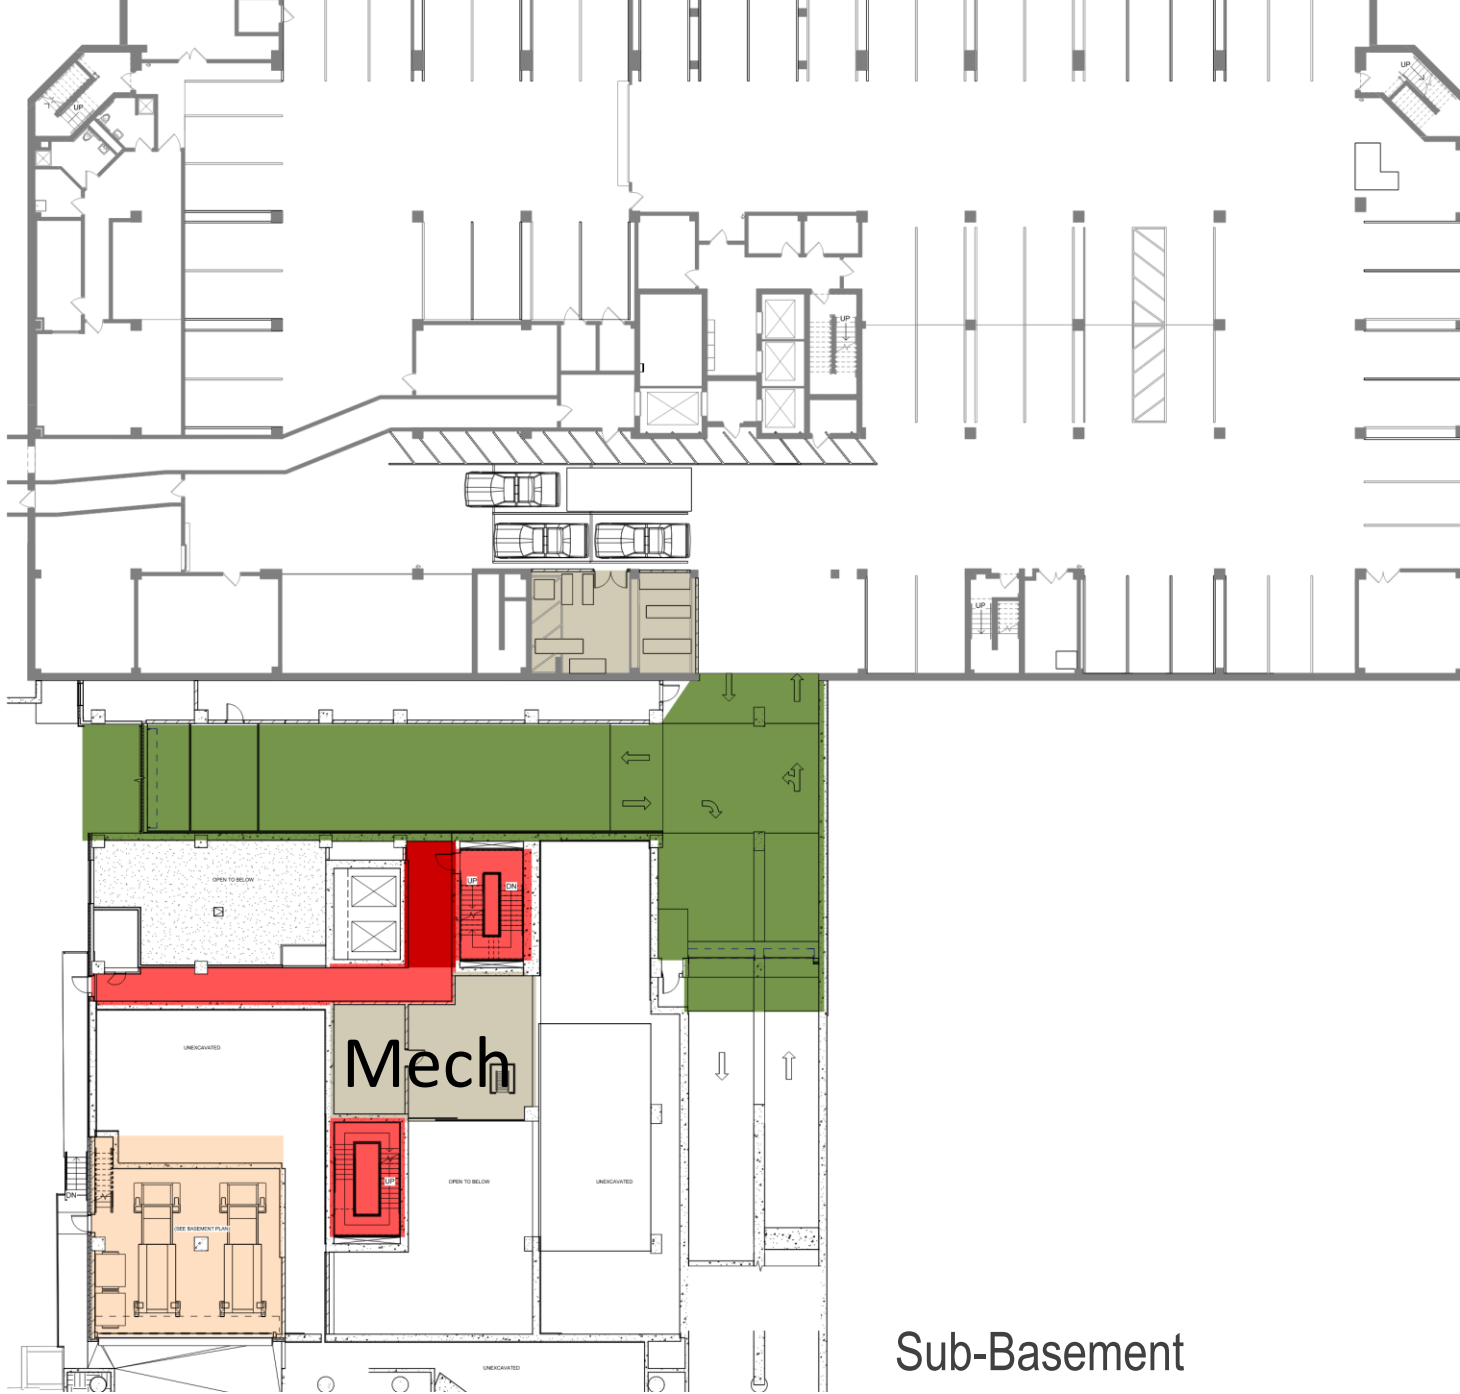 UP
UP
UP
UP
OPEN TO BELOW
UP
DN
UNEXCAVATED
Mech
UP
OPEN TO BELOW
UNEXCAVATED
DN
(SEE BASEMENT PLAN)
Sub-Basement
UNEXCAVATED